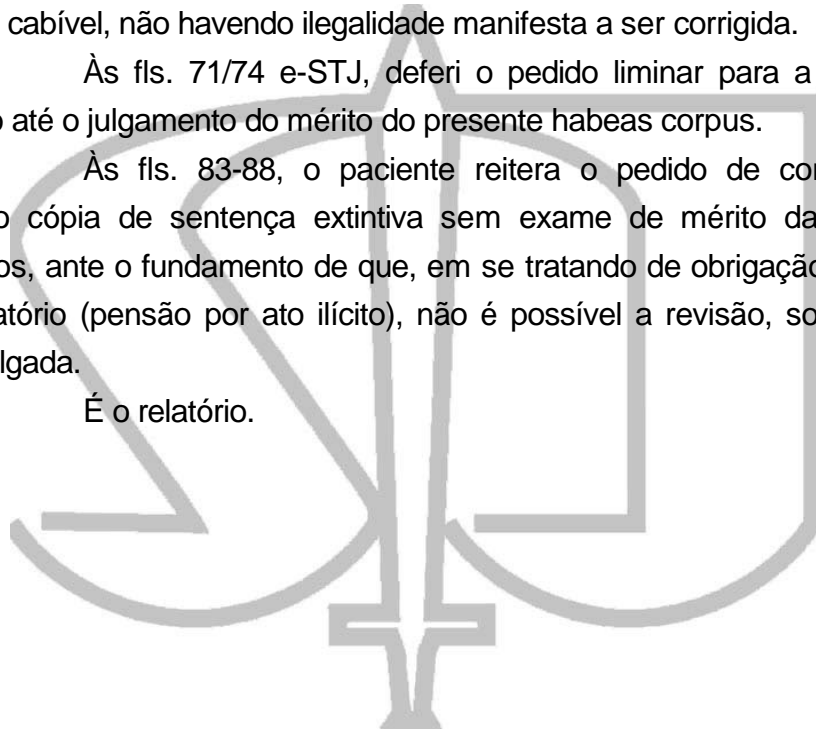 cabível, não havendo ilegalidade manifesta a ser corrigida.
Às fls. 71/74 e-STJ, deferi o pedido liminar para a
o até o julgamento do mérito do presente habeas corpus.
Às fls. 83-88, o paciente reitera o pedido de co
cópia de sentença extintiva sem exame de mérito da
os, ante o fundamento de que, em se tratando de obrigação
atório (pensão por ato ilícito), não é possível a revisão, so
lgada.
É o relatório.